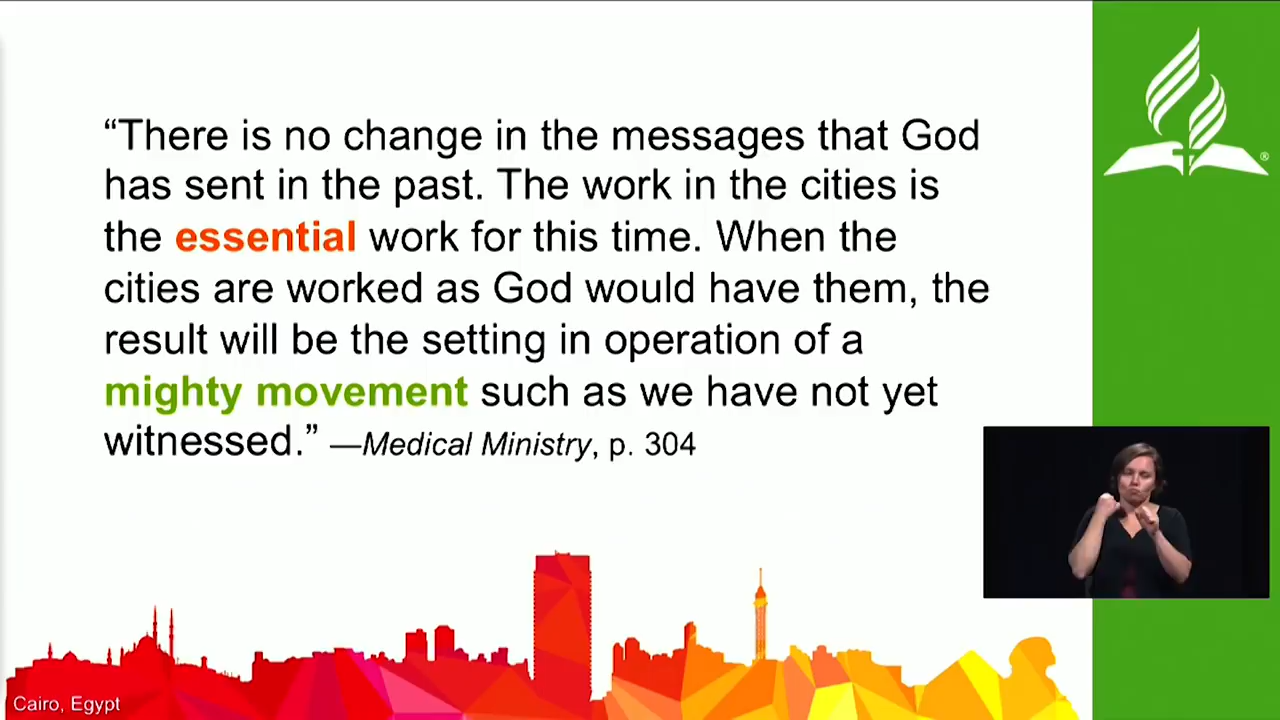 “There is no change in the messages that God
has sent in the past. The work in the cities is
the essential work for this time. When the
cities are worked as God would have them, the
result will be the setting in operation of a
mighty movement such as we have not yet
witnessed.” —Medical Ministry, p. 304
Cairo, Egypt
®